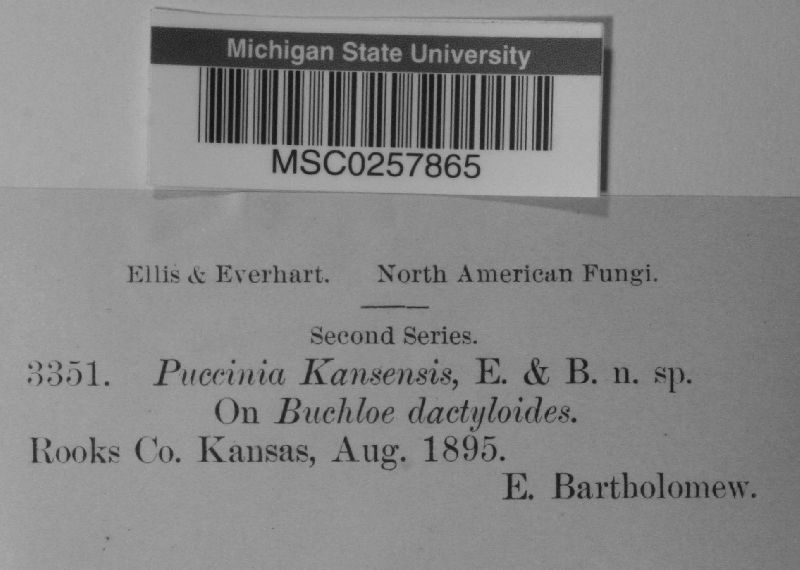 Michigan State University
MSC0257865
Ellis & Everhart. North American Fungi.
Second Series.
3351. Puccinia Kansensis, E. & B. n. sp.
On Buchloe dactyloides.
Rooks Co. Kansas, Aug. 1895.
E. Bartholomew.